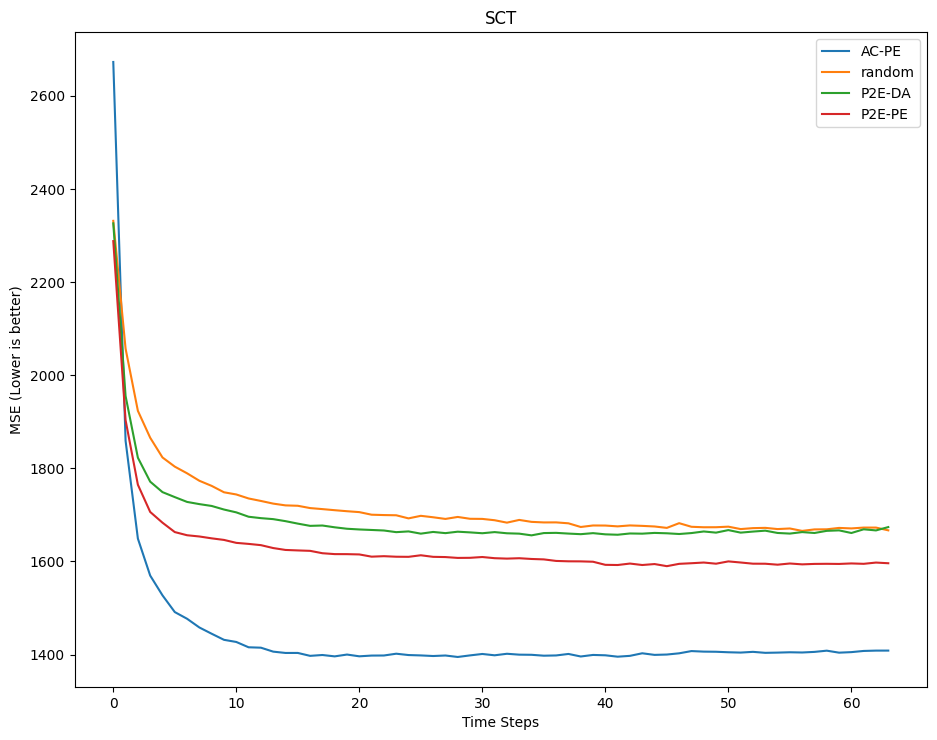 SCT
AC-PE
random
P2E-DA
P2E-PE
MSE (Lower is better)
2600
2400
2200
2000
1800
1600
1400
0 10 20 30 40 50 60
Time Steps